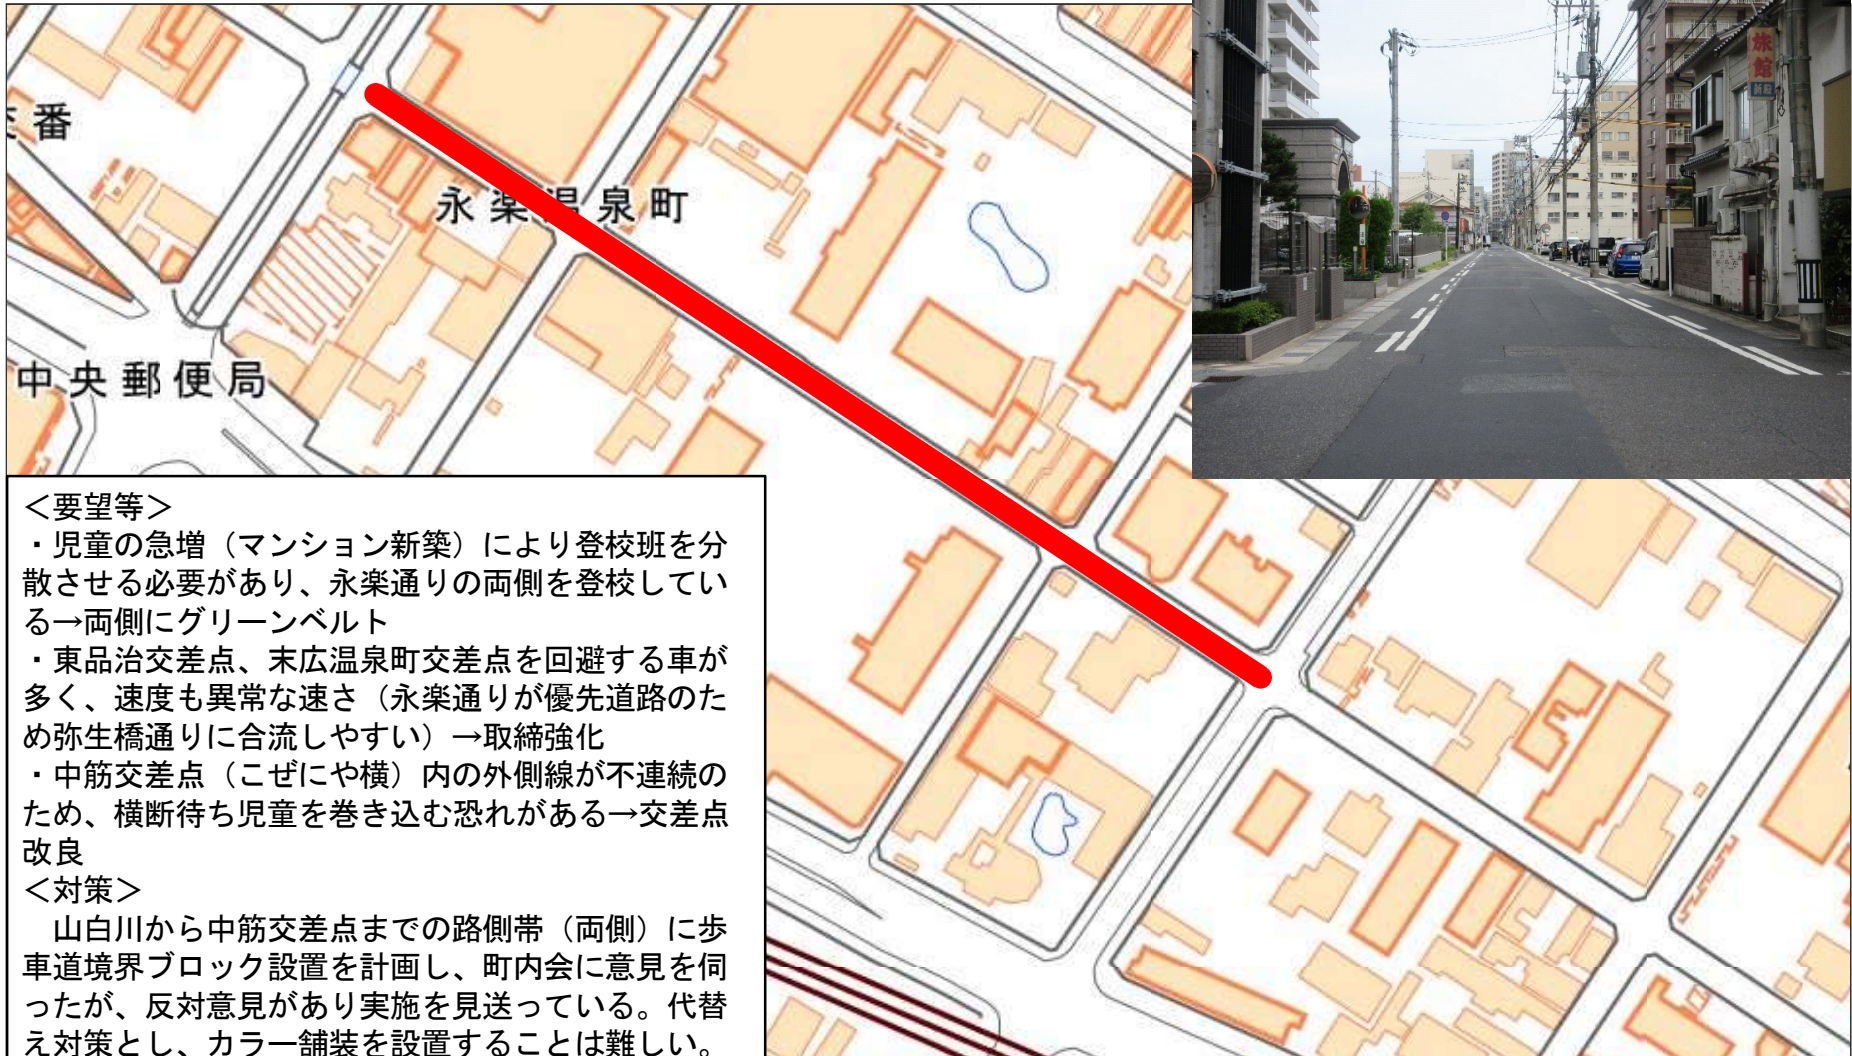 番
永楽温泉町
中央郵便局
旅館
＜要望等＞
・児童の急増（マンション新築）により登校班を分
散させる必要があり、永楽通りの両側を登校してい
る→両側にグリーンベルト
・東品治交差点、末広温泉町交差点を回避する車が
多く、速度も異常な速さ（永楽通りが優先道路のた
め弥生橋通りに合流しやすい）→取締強化
・中筋交差点（こぜにや横）内の外側線が不連続の
ため、横断待ち児童を巻き込む恐れがある→交差点
改良
＜対策＞
　山白川から中筋交差点までの路側帯（両側）に歩
車道境界ブロック設置を計画し、町内会に意見を伺
ったが、反対意見があり実施を見送っている。代替
え対策とし、カラー舗装を設置することは難しい。